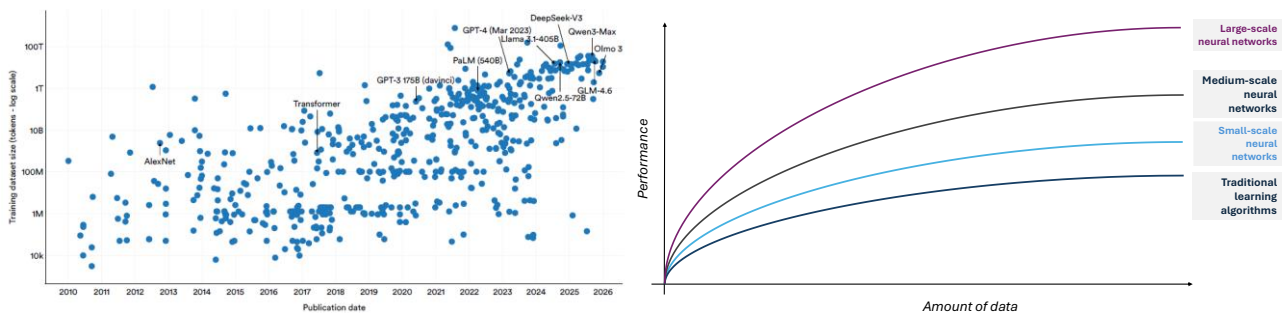 DeepSeek-V3
GPT-4 (Mar 2023)
Qwen3-Max
Llama 3.1-405B
Olmo 3
PaLM (540B)
GPT-3 175B (davinci)
GLM-4.6
Qwen2.5-72B
Transformer
AlexNet
Training dataset size (tokens - log scale)
100T
1T
10B
100M
1M
10k
2010 2011 2012 2013 2014 2015 2016 2017 2018 2019 2020 2021 2022 2023 2024 2025 2026
Publication date
Performance
Amount of data
Large-scale
neural networks
Medium-scale
neural
networks
Small-scale
neural
networks
Traditional
learning
algorithms